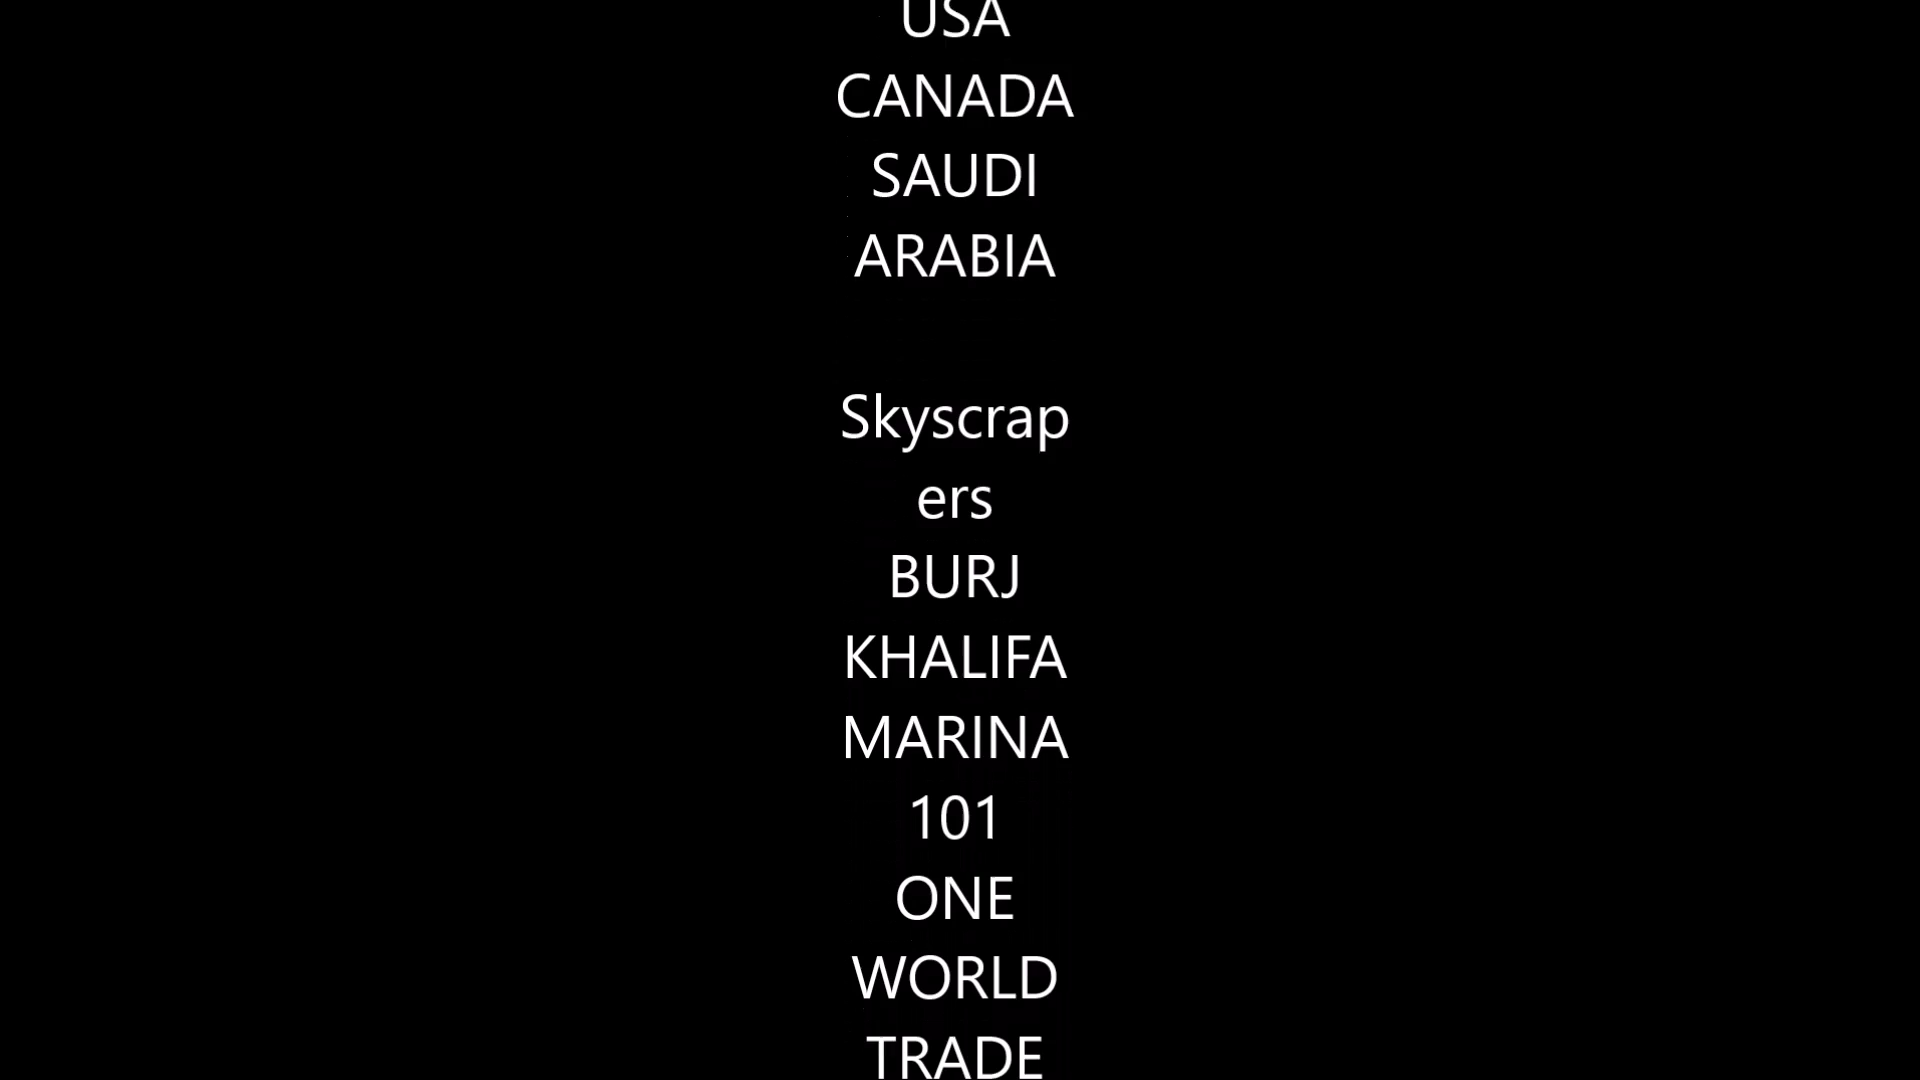 USA
CANADA
SAUDI
ARABIA
Skyscrap
ers
BURJ
KHALIFA
MARINA
101
ONE
WORLD
TRADE